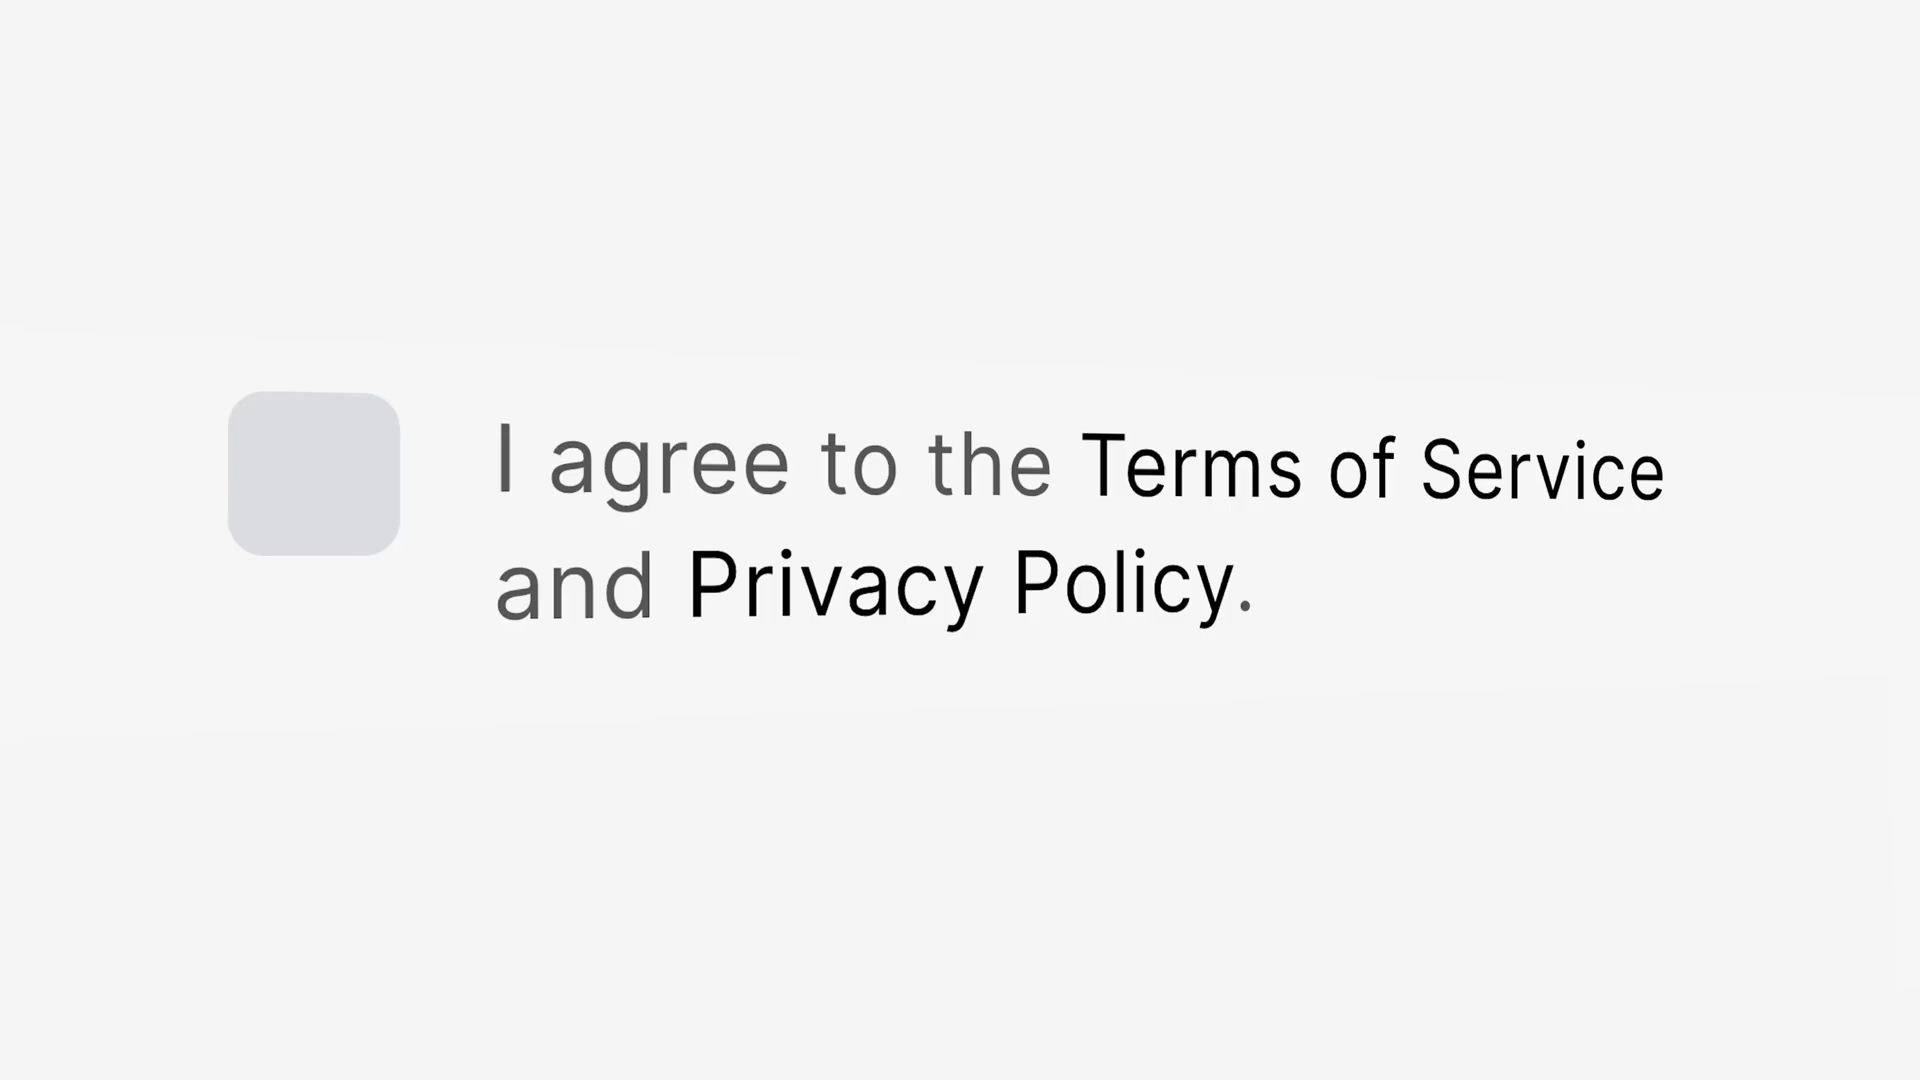 I agree to the Terms of Service
and Privacy Policy.